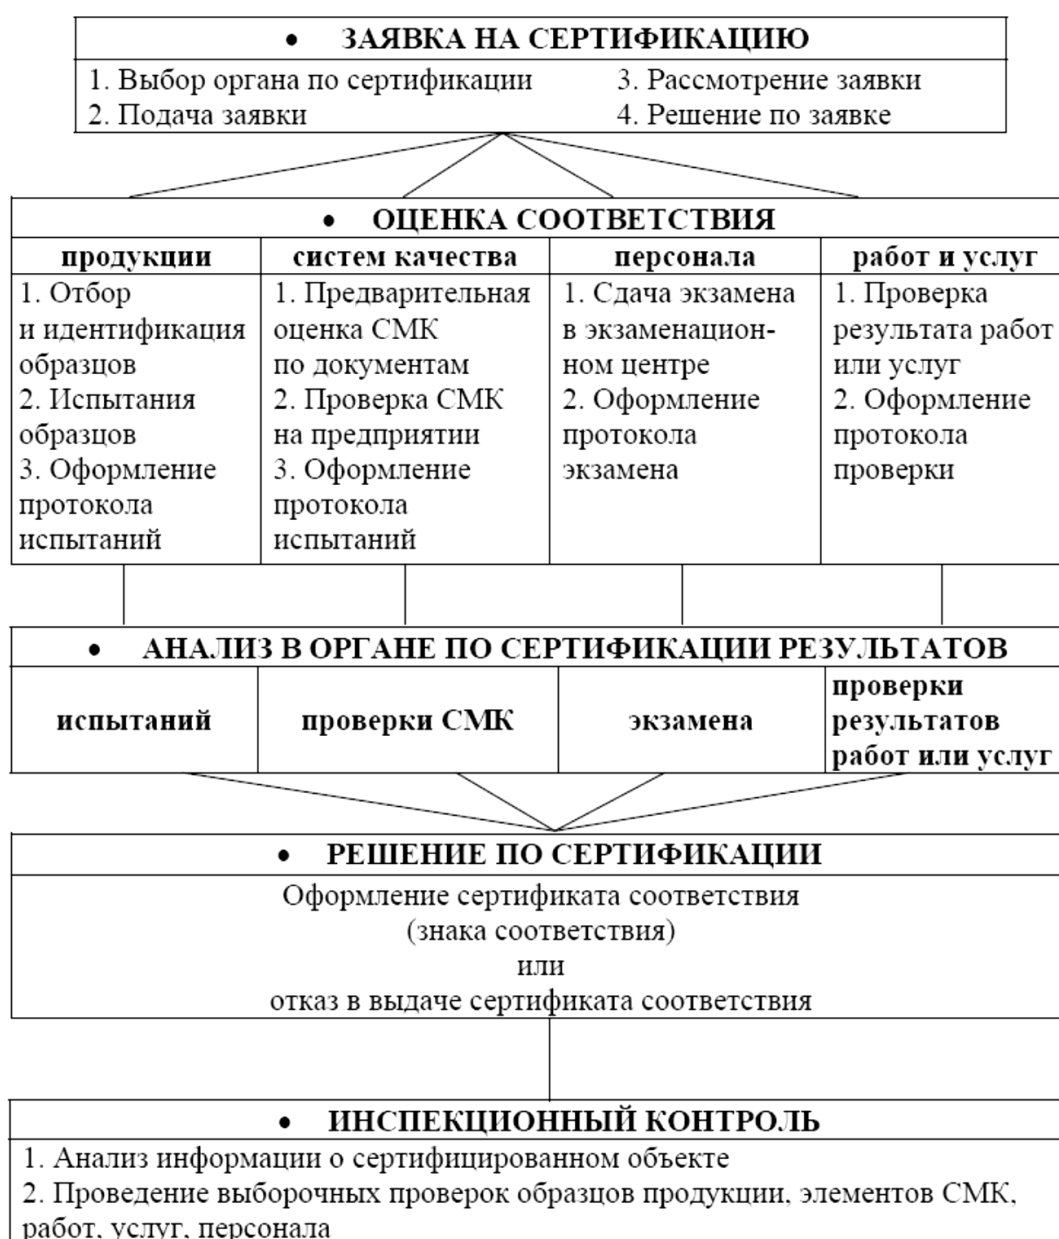 • ЗАЯВКА НА СЕРТИФИКАЦИЮ
1. Выбор органа по сертификации
2. Подача заявки
3. Рассмотрение заявки
4. Решение по заявке
• ОЦЕНКА СООТВЕТСТВИЯ
продукции
1. Отбор
и идентификация
образцов
2. Испытания
образцов
3. Оформление
протокола
испытаний
систем качества
1. Предварительная
оценка СМК
по документам
2. Проверка СМК
на предприятии
3. Оформление
протокола
испытаний
персонала
1. Сдача экзамена
в экзаменацион-
ном центре
2. Оформление
протокола
экзамена
работ и услуг
1. Проверка
результата работ
или услуг
2. Оформление
протокола
проверки
• АНАЛИЗ В ОРГАНЕ ПО СЕРТИФИКАЦИИ РЕЗУЛЬТАТОВ
испытаний
проверки СМК
экзамена
проверки
результатов
работ или услуг
• РЕШЕНИЕ ПО СЕРТИФИКАЦИИ
Оформление сертификата соответствия
(знака соответствия)
или
отказ в выдаче сертификата соответствия
• ИНСПЕКЦИОННЫЙ КОНТРОЛЬ
1. Анализ информации о сертифицированном объекте
2. Проведение выборочных проверок образцов продукции, элементов СМК,
работ, услуг, персонала